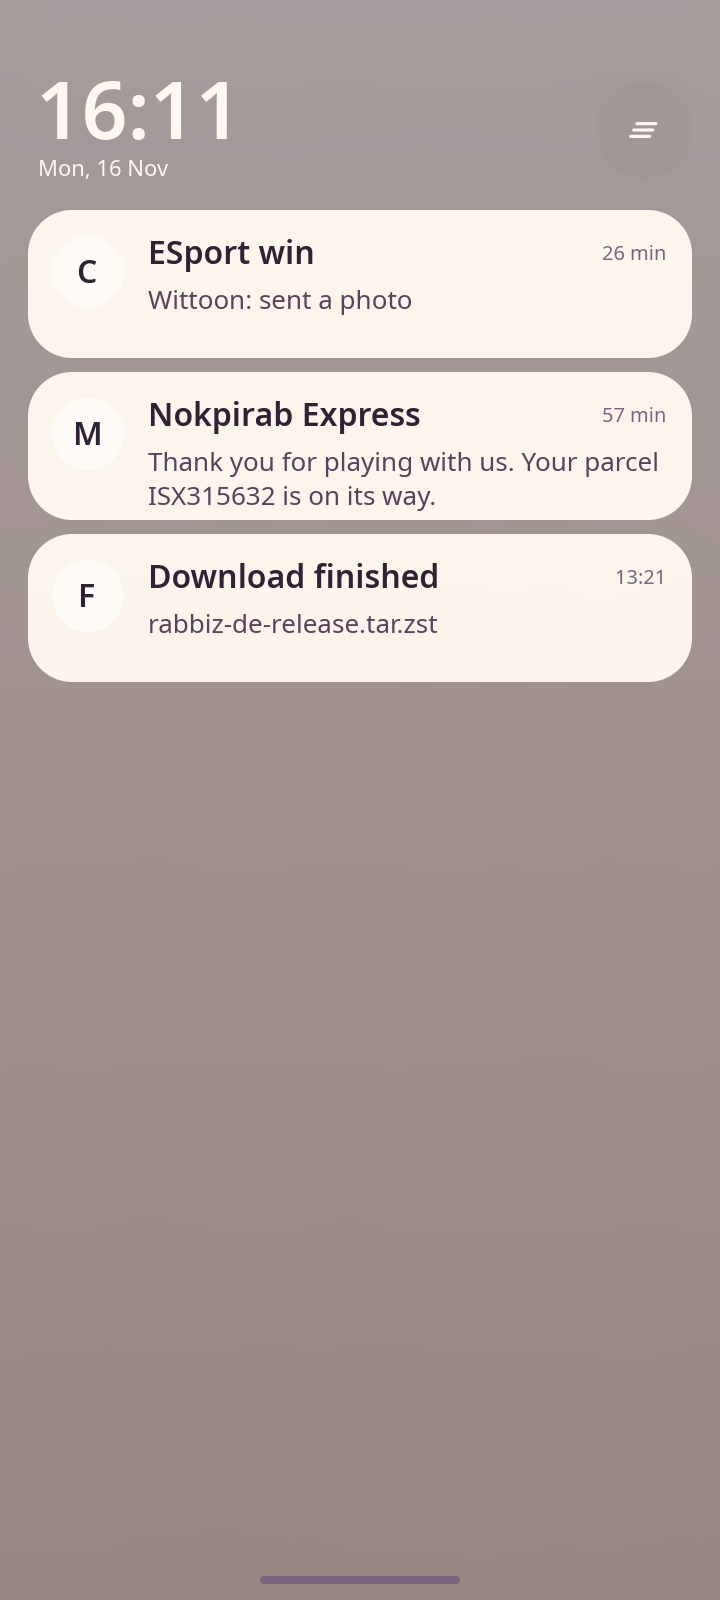 16:11
Mon, 16 Nov
C
ESport win
26 min
Wittoon: sent a photo
M
Nokpirab Express
57 min
Thank you for playing with us. Your parcel
ISX315632 is on its way.
F
Download finished
13:21
rabbiz-de-release.tar.zst